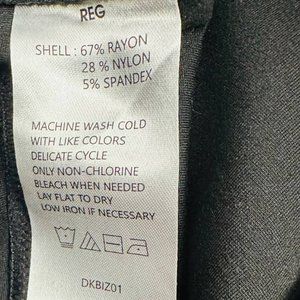 REG
SHELL: 67% RAYON
28% NYLON
5% SPANDEX
MACHINE WASH COLD
WITH LIKE COLORS
DELICATE CYCLE
ONLY NON-CHLORINE
BLEACH WHEN NEEDED
LAY FLAT TO DRY
LOW IRON IF NECESSARY
DKBIZ01